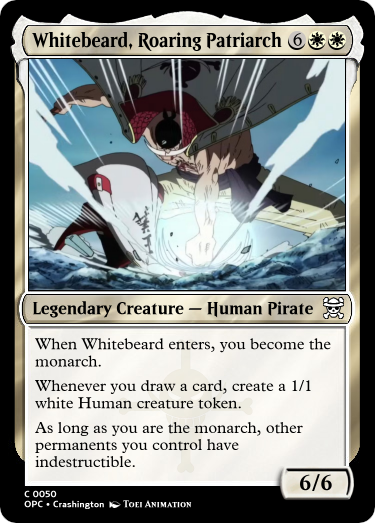 Whitebeard, Roaring Patriarch 6
Legendary Creature — Human Pirate
When Whitebeard enters, you become the
monarch.
Whenever you draw a card, create a 1/1
white Human creature token.
As long as you are the monarch, other
permanents you control have
indestructible.
6/6
C 0050
OPC • Crashington TOEI ANIMATION